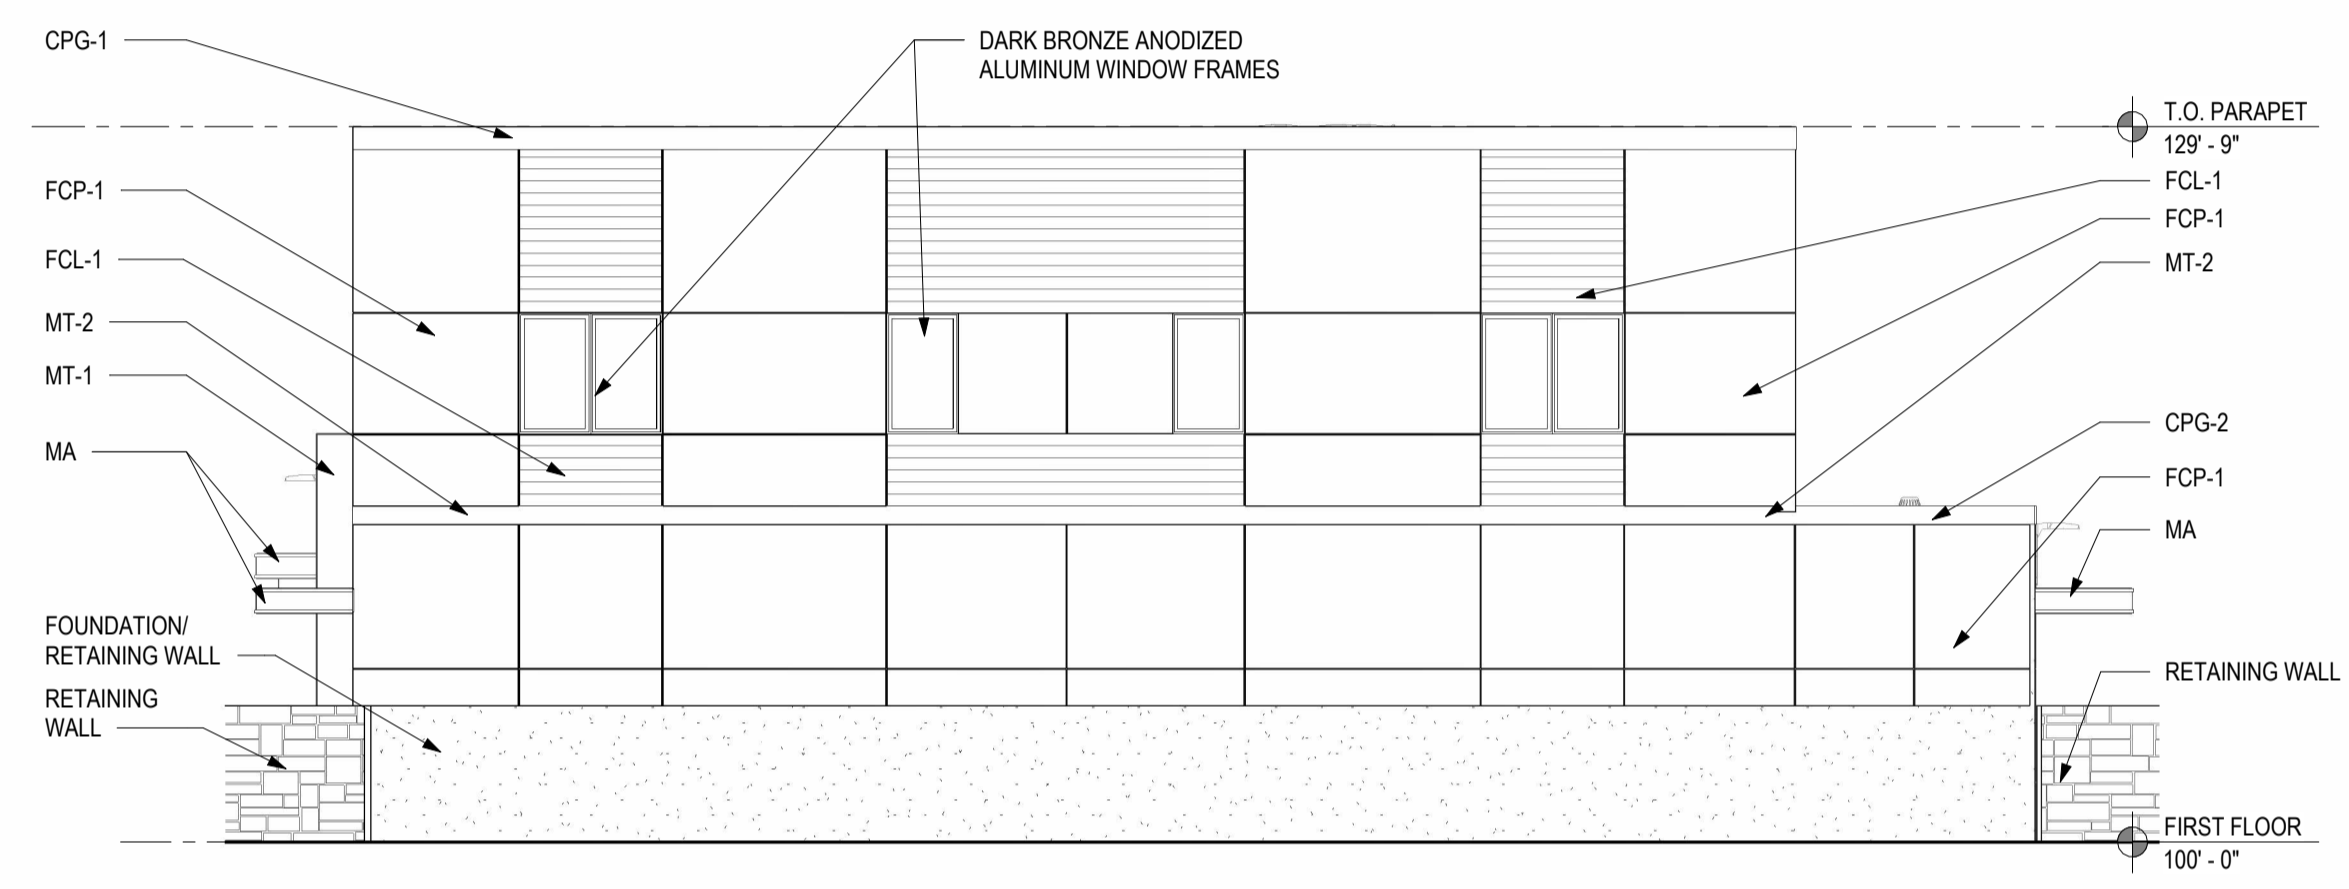 CPG-1
DARK BRONZE ANODIZED
ALUMINUM WINDOW FRAMES
T.O. PARAPET
129' - 9"
FCP-1
FCL-1
MT-2
MT-1
MA
FOUNDATION/
RETAINING WALL
RETAINING
WALL
FCL-1
FCP-1
MT-2
CPG-2
FCP-1
MA
RETAINING WALL
FIRST FLOOR
100' - 0"